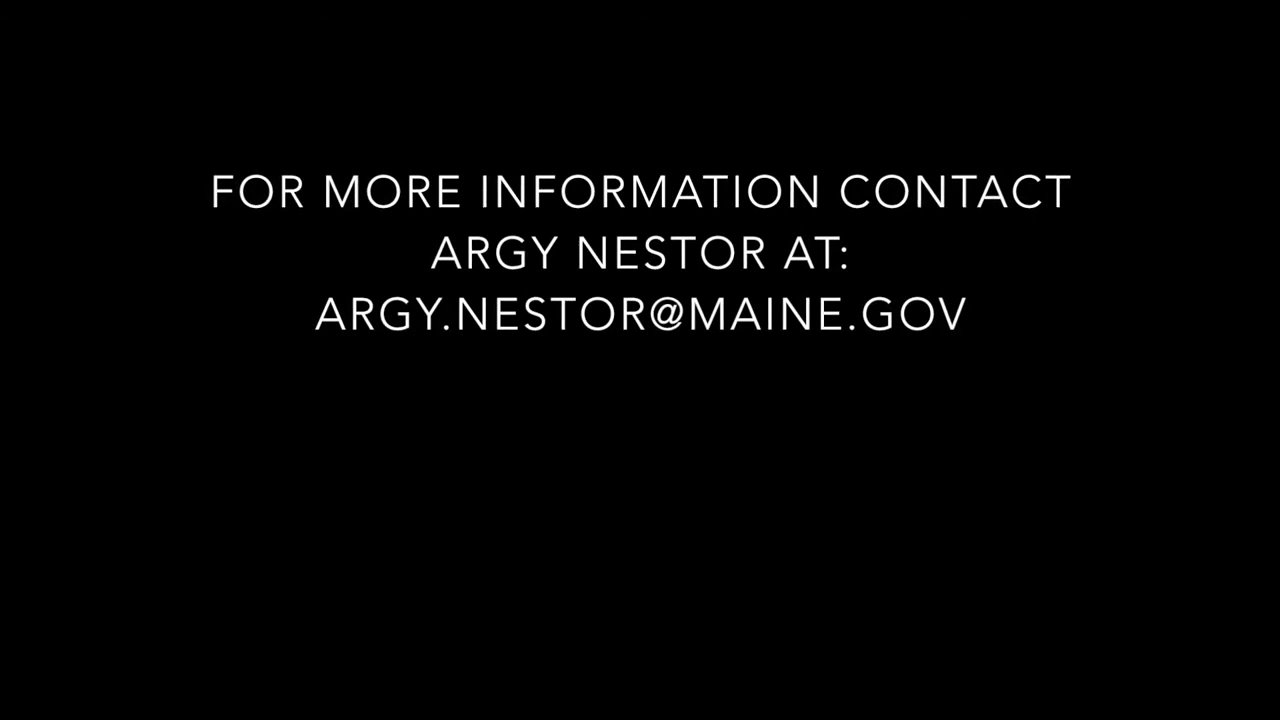 FOR MORE INFORMATION CONTACT
ARGY NESTOR AT:
ARGY.NESTOR@MAINE.GOV